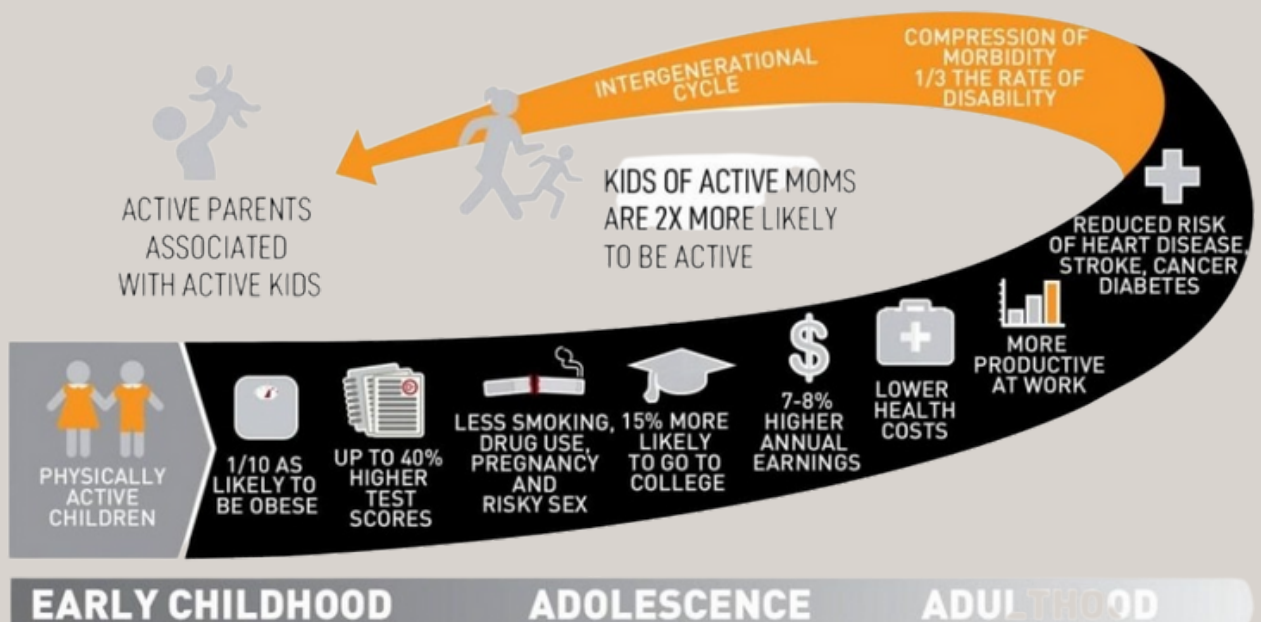 INTERGENERATIONAL
CYCLE
COMPRESSION OF
MORBIDITY
1/3 THE RATE OF
DISABILITY
ACTIVE PARENTS
ASSOCIATED
WITH ACTIVE KIDS
KIDS OF ACTIVE MOMS
ARE 2X MORE LIKELY
TO BE ACTIVE
REDUCED RISK
OF HEART DISEASE,
STROKE, CANCER
DIABETES
PHYSICALLY
ACTIVE
CHILDREN
1/10 AS
LIKELY TO
BE OBESE
UP TO 40%
HIGHER
TEST
SCORES
LESS SMOKING,
DRUG USE,
PREGNANCY
AND
RISKY SEX
15% MORE
LIKELY
TO GO TO
COLLEGE
$
7-8%
HIGHER
ANNUAL
EARNINGS
LOWER
HEALTH
COSTS
MORE
PRODUCTIVE
AT WORK
EARLY CHILDHOOD
ADOLESCENCE
ADULTHOOD